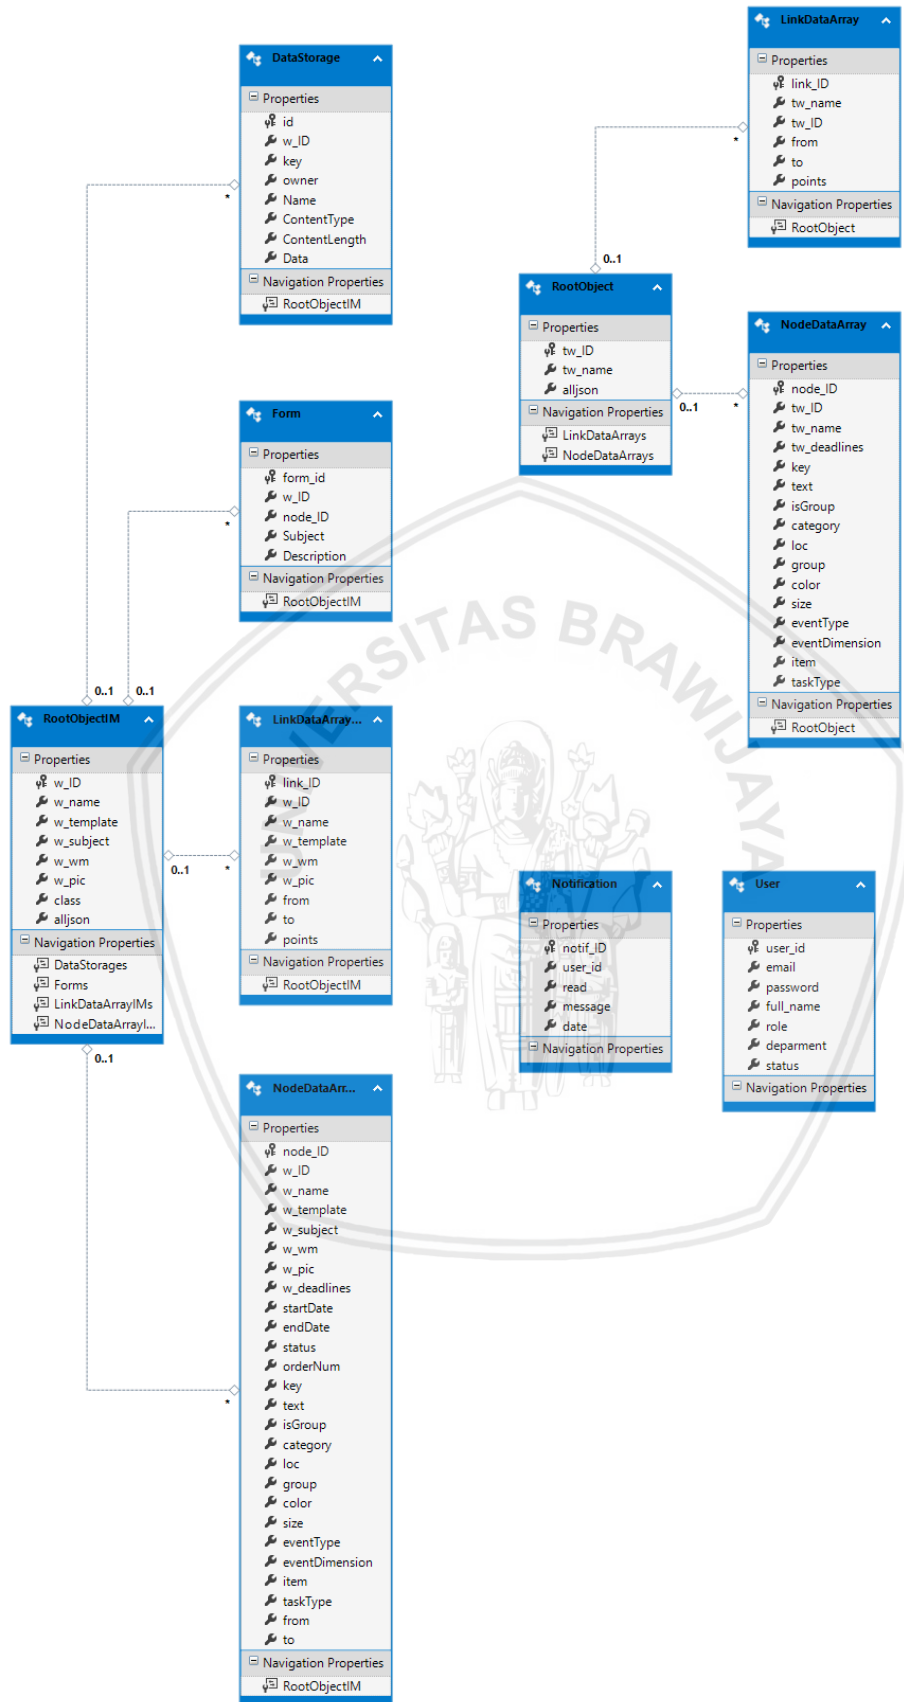 LinkDataArray
Properties
link_ID
tw_name
tw_ID
from
to
points
Navigation Properties
RootObject
DataStorage
Properties
id
w_ID
key
owner
Name
ContentType
ContentLength
Data
Navigation Properties
RootObjectIM
*
*
0..1
RootObject
Properties
tw_ID
tw_name
alljson
Navigation Properties
LinkDataArrays
NodeDataArrays
0..1
*
NodeDataArray
Properties
node_ID
tw_ID
tw_name
tw_deadlines
key
text
isGroup
category
loc
group
color
size
eventType
eventDimension
item
taskType
Navigation Properties
RootObject
Form
Properties
form_id
w_ID
node_ID
Subject
Description
Navigation Properties
RootObjectIM
*
0..1
0..1
RootObjectIM
Properties
w_ID
w_name
w_template
w_subject
w_wm
w_pic
class
alljson
Navigation Properties
DataStorages
Forms
LinkDataArrayIMs
NodeDataArrayI...
0..1
*
0..1
LinkDataArray...
Properties
link_ID
w_ID
w_name
w_template
w_wm
w_pic
from
to
points
Navigation Properties
RootObjectIM
UNIVERSITAS BRAWIJAYA
Notification
Properties
notif_ID
user_id
read
message
date
Navigation Properties
User
Properties
user_id
email
password
full_name
role
deparment
status
Navigation Properties
NodeDataArr...
Properties
node_ID
w_ID
w_name
w_template
w_subject
w_wm
w_pic
w_deadlines
startDate
endDate
status
orderNum
key
text
isGroup
category
loc
group
color
size
eventType
eventDimension
item
taskType
from
to
Navigation Properties
RootObjectIM
*